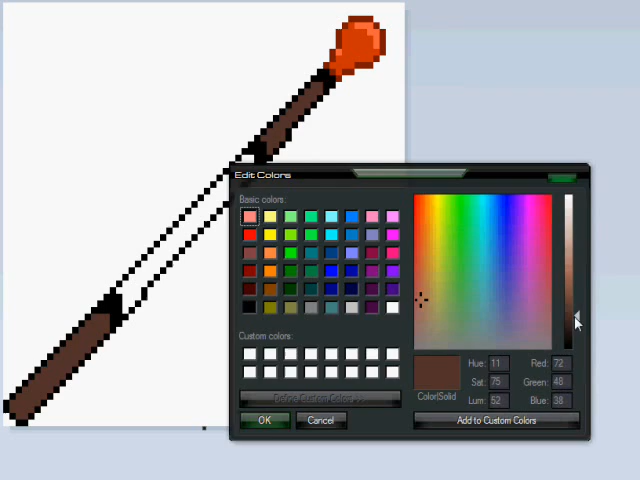 Edit Colors
Basic colors:
Custom colors:
Define Custom Colors >>
OK
Cancel
Color|Solid
Hue: 11
Sat: 75
Lum: 52
Red: 72
Green: 48
Blue: 38
Add to Custom Colors